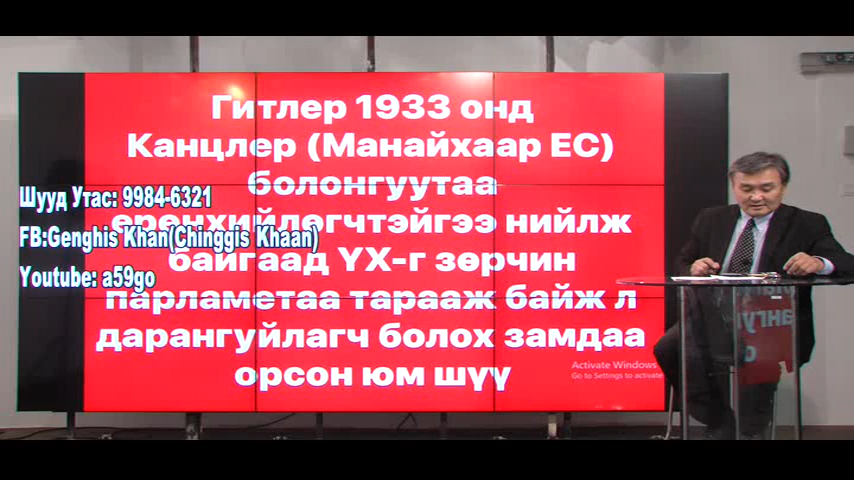 Гитлер 1933 онд
Канцлер (Манайхаар ЕС)
болонгуутаа
ерөнхийлөгчтэйгээ нийлж
байгаад ҮХ-г зөрчин
парламетаа тарааж байж л
дарангуйлагч болох замдаа
орсон юм шүү
Шууд Утас: 9984-6321
FB:Genghis Khan(Chinggis Khaan)
Youtube: a59go
Activate Windows
Go to Settings to activate